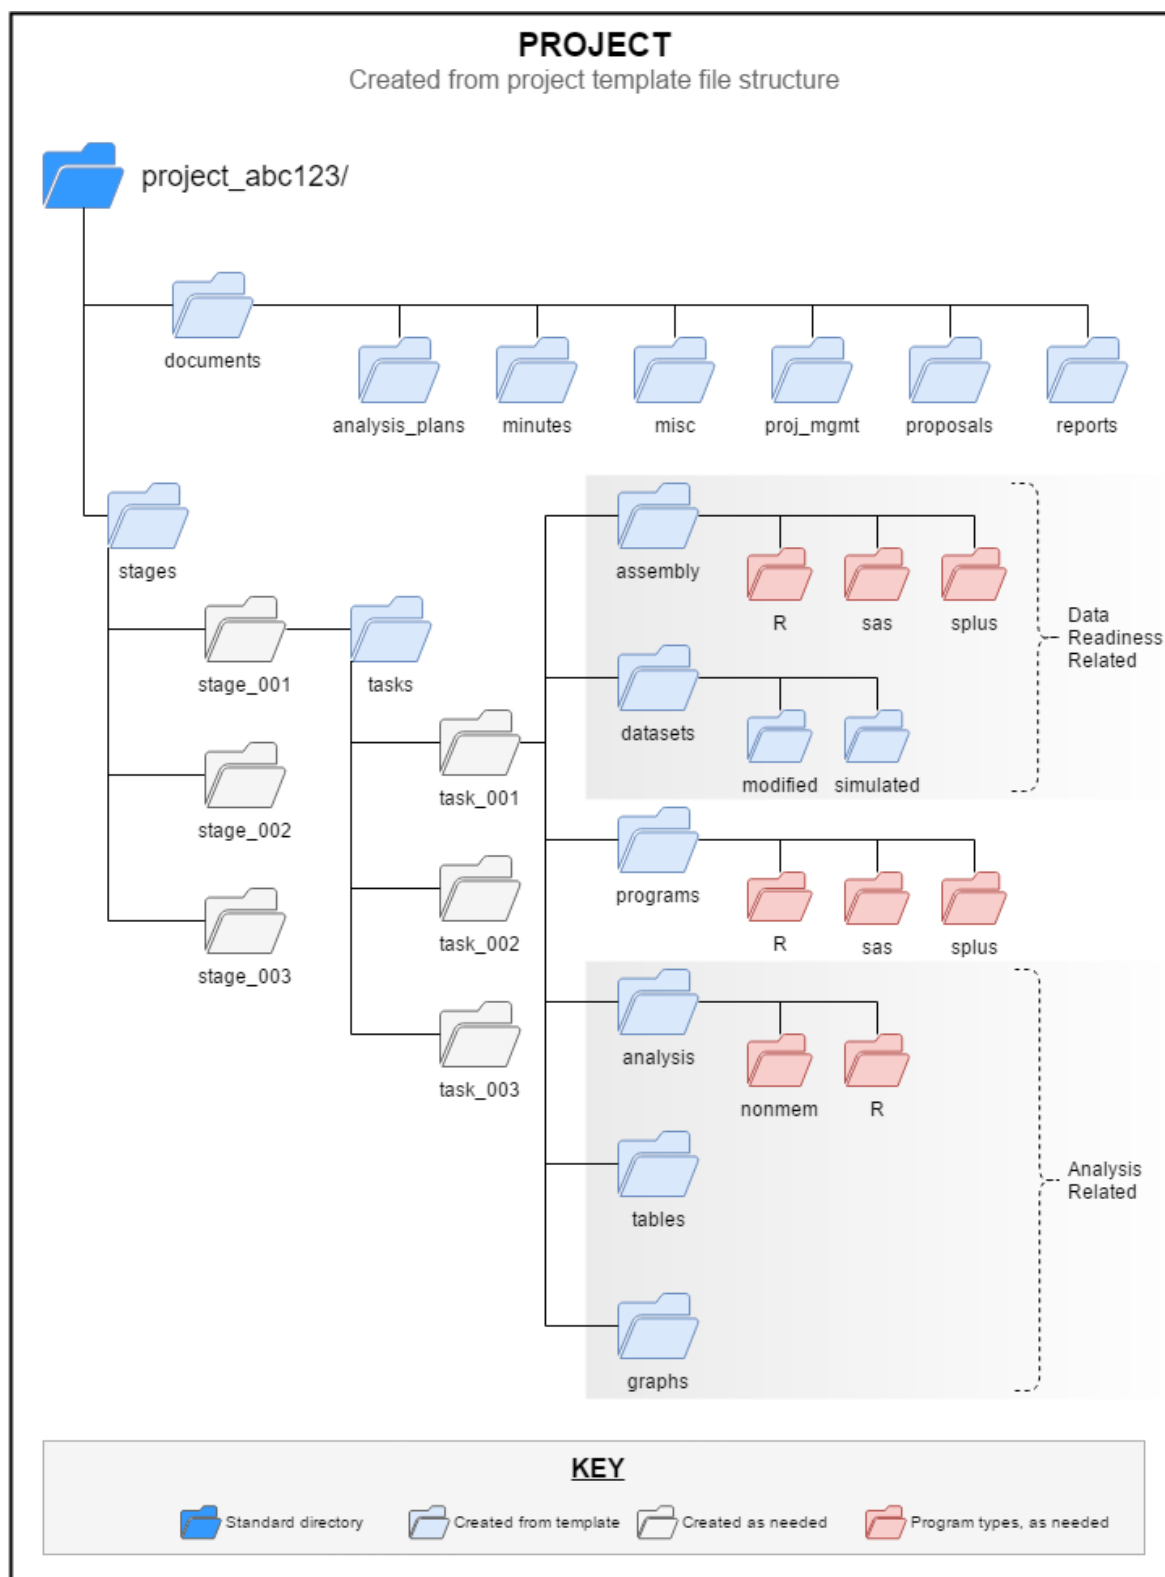 PROJECT
Created from project template file structure
project_abc123/
documents
analysis_plans
minutes
misc
proj_mgmt
proposals
reports
stages
stage_001
stage_002
stage_003
tasks
task_001
task_002
task_003
assembly
R
sas
splus
datasets
modified
simulated
Data
Readiness
Related
programs
R
sas
splus
analysis
nonmem
R
tables
graphs
Analysis
Related
KEY
Standard directory
Created from template
Created as needed
Program types, as needed